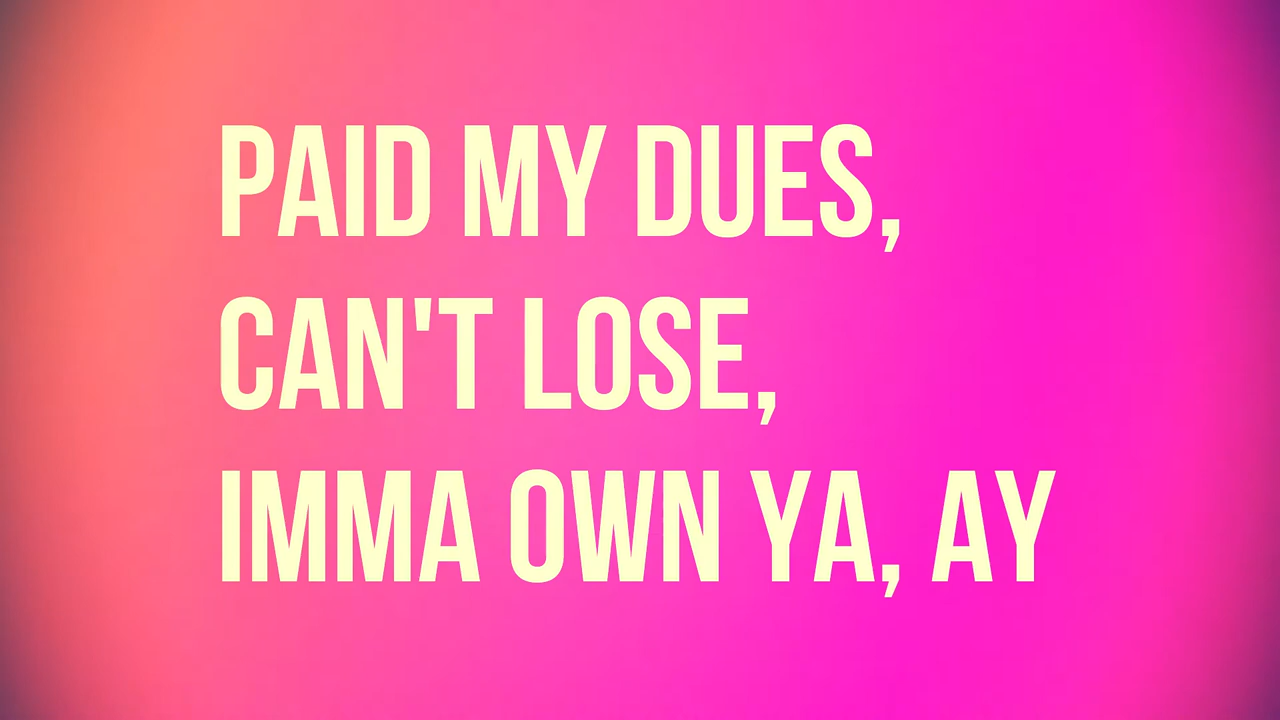 PAID MY DUES,
CAN'T LOSE,
IMMA OWN YA, AY